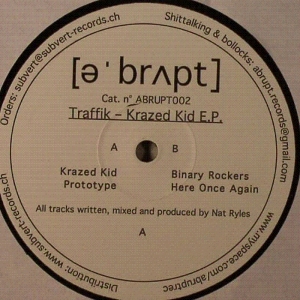 [ə'brʌpt]
Cat. n° ABRUPT002
Traffik – Krazed Kid E.P.
A
B
Krazed Kid
Prototype
Binary Rockers
Here Once Again
All tracks written, mixed and produced by Nat Ryles
A
Orders: subvert@subvert-records.ch
Shittalking & bollocks: abrupt.records@gmail.com
Distribution: www.subvert-records.ch
www.myspace.com/abruptrec